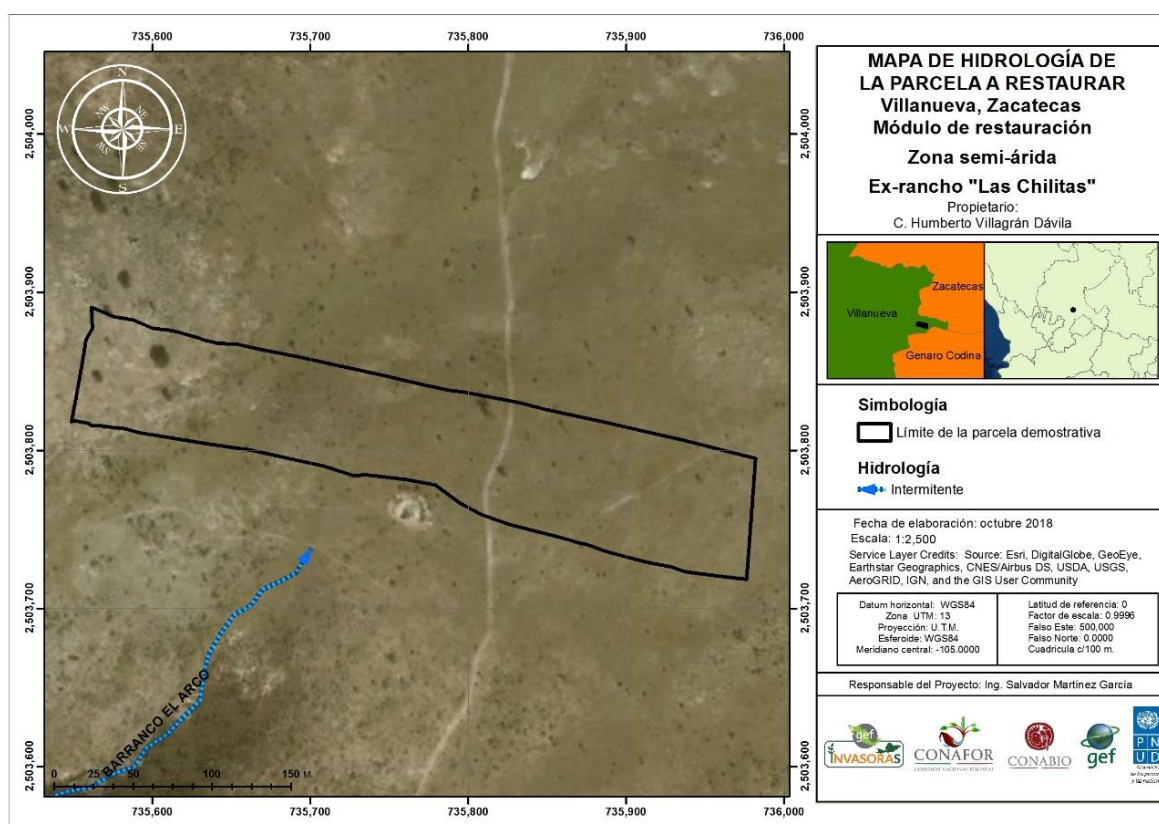 735,600 735,700 735,800 735,900 736,000
2,504,000
2,503,900
2,503,800
2,503,700
2,503,600
N
NE
E
SE
S
SW
W
BARRANCO EL ARCO
0 25 50 100 150 M.
2,504,000
2,503,900
2,503,800
2,503,700
2,503,600
735,600 735,700 735,800 735,900 736,000
MAPA DE HIDROLOGÍA DE
LA PARCELA A RESTAURAR
Villanueva, Zacatecas
Módulo de restauración
Zona semi-árida
Ex-rancho "Las Chilitas"
Propietario:
C. Humberto Villagrán Dávila
Zacatecas
Villanueva
Genaro Codina
Simbología
Límite de la parcela demostrativa
Hidrología
Intermitente
Fecha de elaboración: octubre 2018
Escala: 1:2,500
Service Layer Credits: Source: Esri, DigitalGlobe, GeoEye,
Earthstar Geographics, CNES/Airbus DS, USDA, USGS,
AeroGRID, IGN, and the GIS User Community
Datum horizontal: WGS84
Zona UTM: 13
Proyección: U.T.M.
Esferoide: WGS84
Meridiano central: -105.0000
Latitud de referencia: 0
Factor de escala: 0.9996
Falso Este: 500,000
Falso Norte: 0.0000
Cuadricula c/100 m.
Responsable del Proyecto: Ing. Salvador Martinez García
gef
INVASORAS
CONAFOR
COMISIÓN NACIONAL FORESTAL
CONABIO
gef
P N
U D